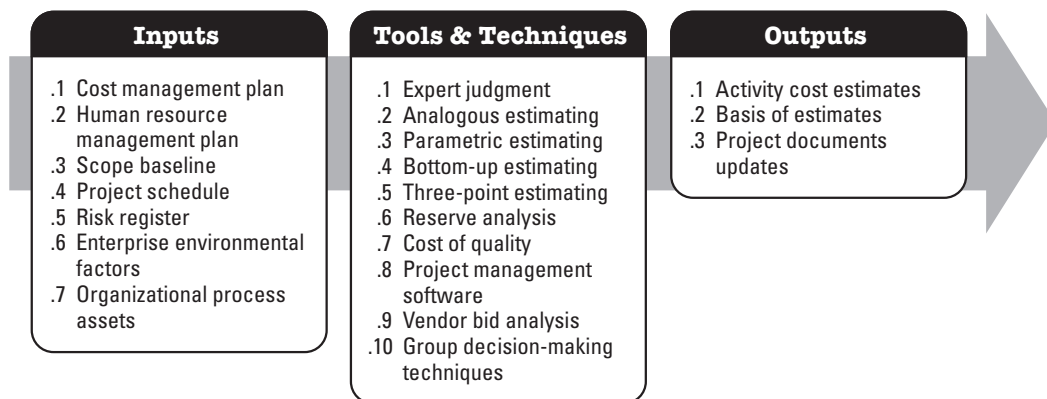 Inputs
.1 Cost management plan
.2 Human resource
management plan
.3 Scope baseline
.4 Project schedule
.5 Risk register
.6 Enterprise environmental
factors
.7 Organizational process
assets
Tools & Techniques
.1 Expert judgment
.2 Analogous estimating
.3 Parametric estimating
.4 Bottom-up estimating
.5 Three-point estimating
.6 Reserve analysis
.7 Cost of quality
.8 Project management
software
.9 Vendor bid analysis
.10 Group decision-making
techniques
Outputs
.1 Activity cost estimates
.2 Basis of estimates
.3 Project documents
updates